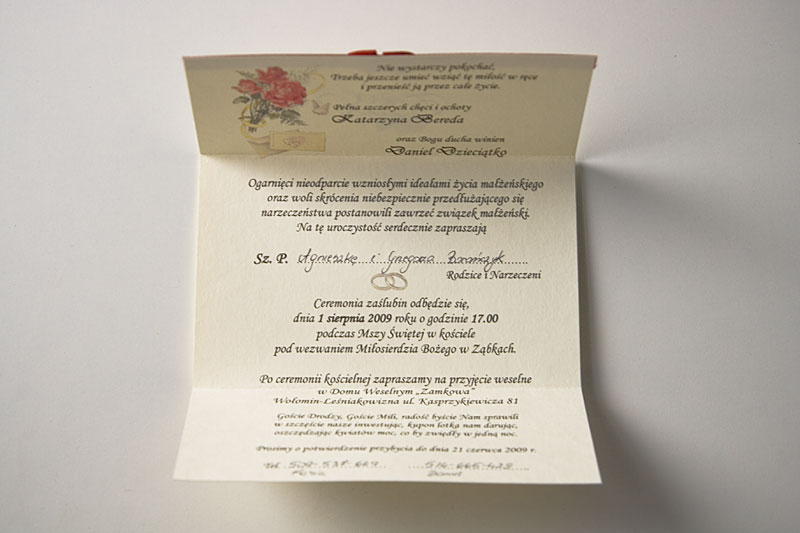 Nie wystarczy pokochać,
Trzeba jeszcze umieć wziąć tę miłość w ręce
i przenieść ją przez całe życie.
Pełna szczerych chęci i ochoty
Katarzyna Bereda
oraz Bogu ducha winien
Daniel Dzieciątko
Ogarnięci nieodparcie wzniosłymi ideałami życia małżeńskiego
oraz woli skrócenia niebezpiecznie przedłużającego się
narzeczeństwa postanowili zawrzeć związek małżeński.
Na tę uroczystość serdecznie zapraszają
Sz. P. Agnieszkę i Grzegorza
Rodzice i Narzeczeni
Ceremonia zaślubin odbędzie się,
dnia 1 sierpnia 2009 roku o godzinie 17.00
podczas Mszy Świętej w kościele
pod wezwaniem Miłosierdzia Bożego w Ząbkach.
Po ceremonii kościelnej zapraszamy na przyjęcie weselne
w Domu Weselnym „Zamkowa”
Wołomin-Leśniakowizna ul. Kasprzykiewicza 81
Goście Drodzy, Goście Mili, radość byście Nam sprawili
w szczęście nasze inwestując, kupon lotka nam darując,
oszczędzając kwiatów moc, co by zwiędły w jedną noc.
Prosimy o potwierdzenie przybycia do dnia 21 czerwca 2009 r.
Tel.